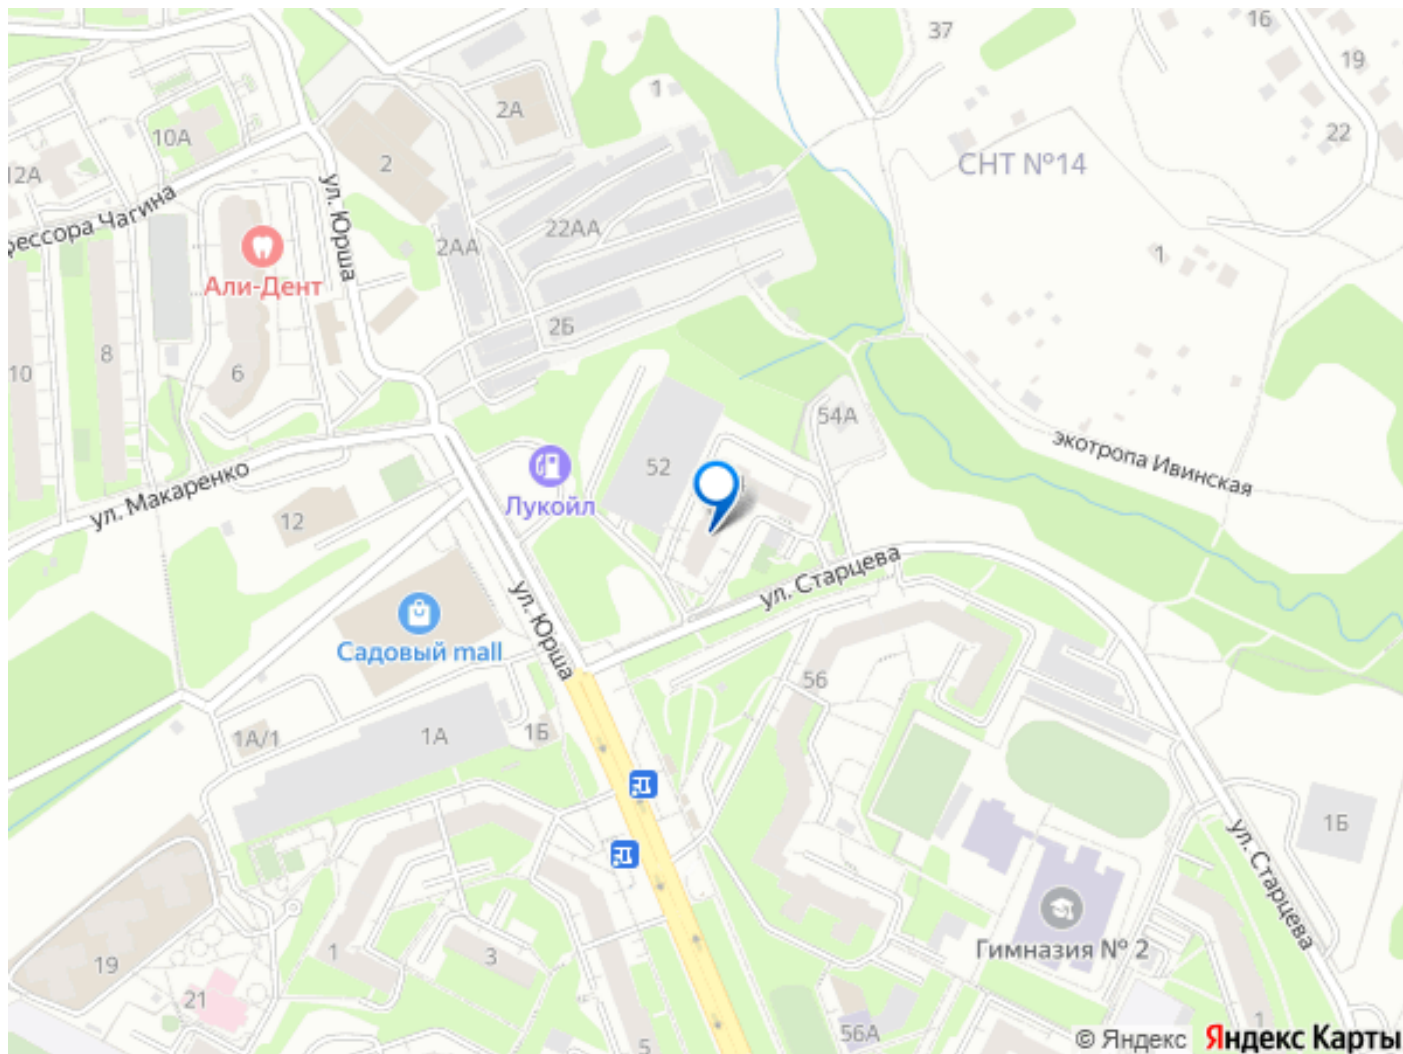 37
16
19
22
1
2А
10А
12А
2
СНТ №14
ул. Юрша
рессора Чагина
22АА
2АА
1
Али-Дент
2Б
8
10
6
54А
ул. Макаренко
52
Лукойл
экотропа Ивинская
12
ул. Старцева
ул. Юрша
Садовый mall
56
1А/1
1А
1Б
1Б
ул. Старцева
Гимназия № 2
1
3
19
21
1
56А
5
© Яндекс Яндекс Карты